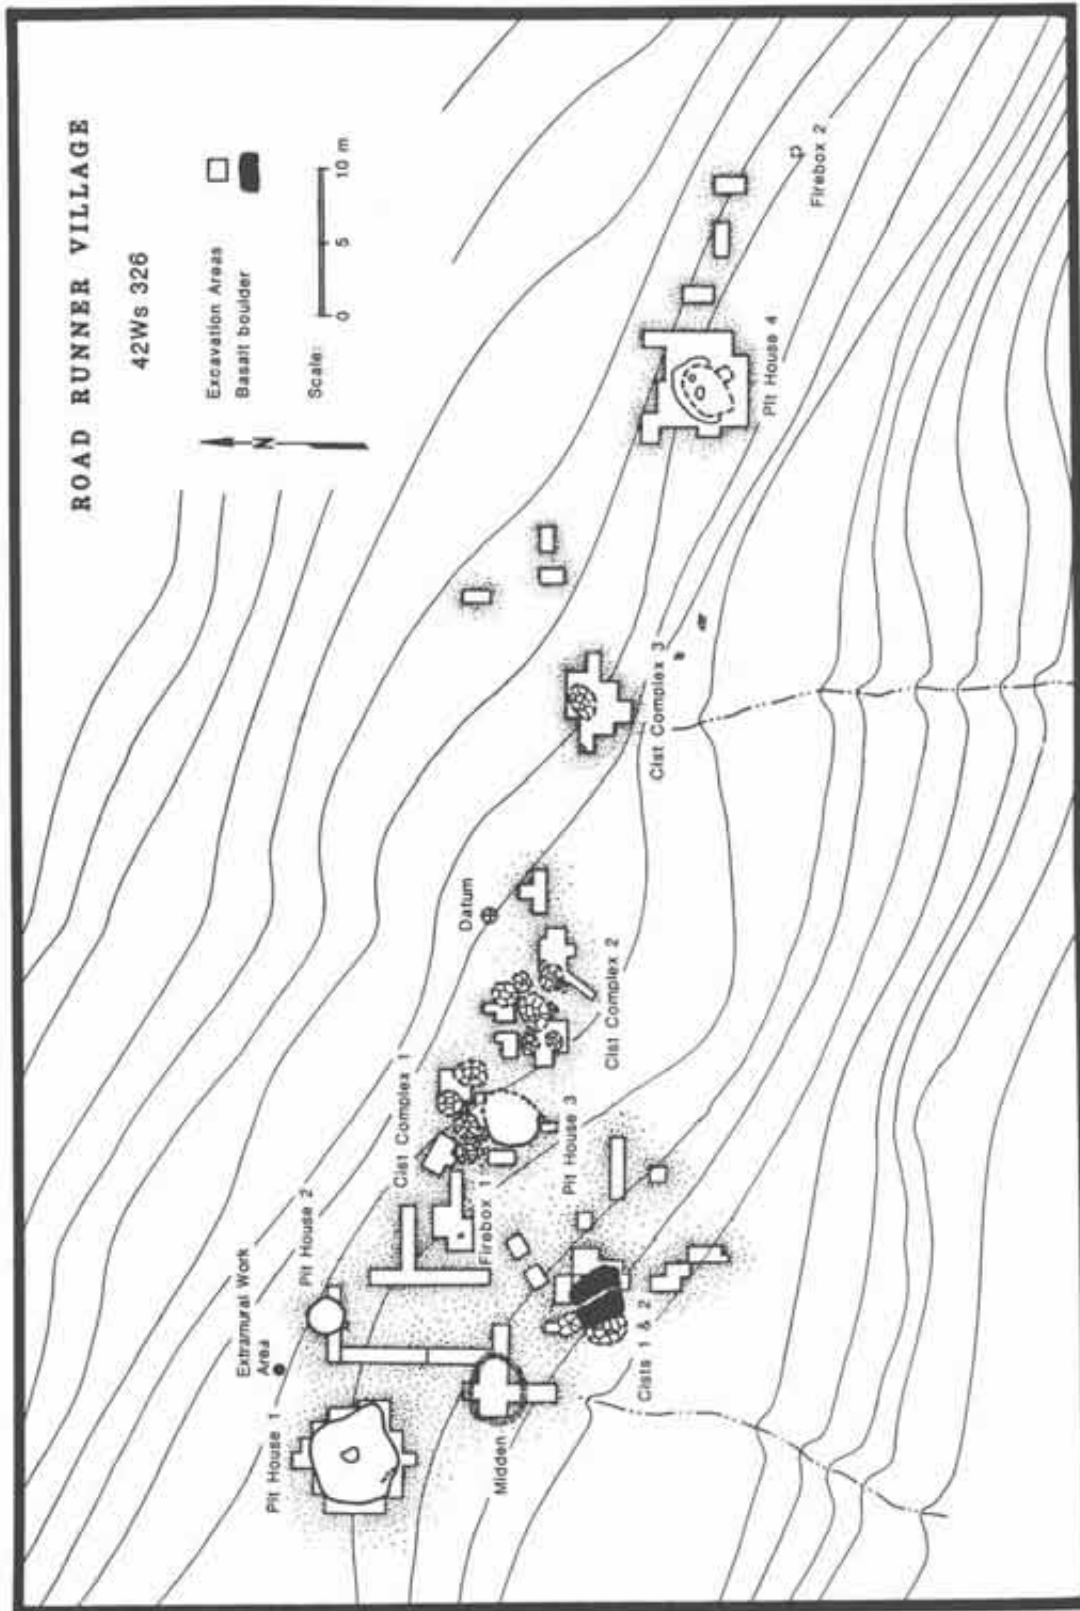 ROAD RUNNER VILLAGE
42Ws 326
Excavation Areas
Basalt boulder
N
Scale:
0 5 10 m
Extramural Work
Area
Pit House 1
Pit House 2
Cist Complex 1
Datum
Firebox 1
Midden
Pit House 3
Cist Complex 2
Cists 1 & 2
Cist Complex 3
Pit House 4
Firebox 2